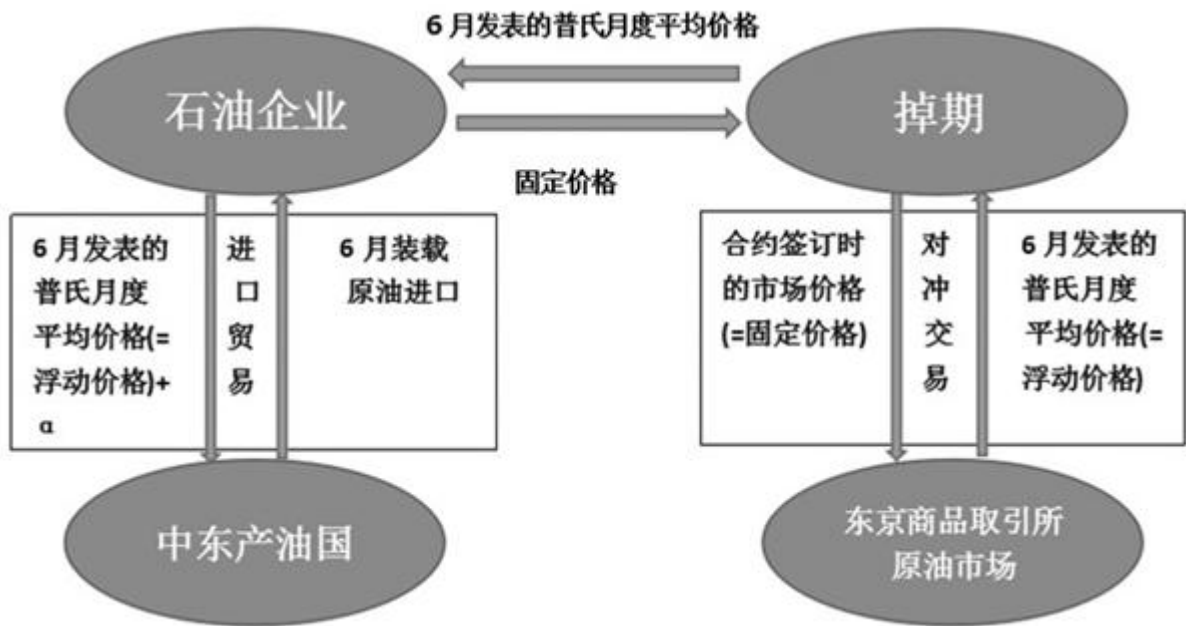 6月发表的普氏月度平均价格
石油企业
掉期
固定价格
6月发表的
普氏月度
平均价格(=
浮动价格)+
α
进
口
贸
易
6月装载
原油进口
合约签订时
的市场价格
(=固定价格)
对
冲
交
易
6月发表的
普氏月度
平均价格(=
浮动价格)
中东产油国
东京商品取引所
原油市场